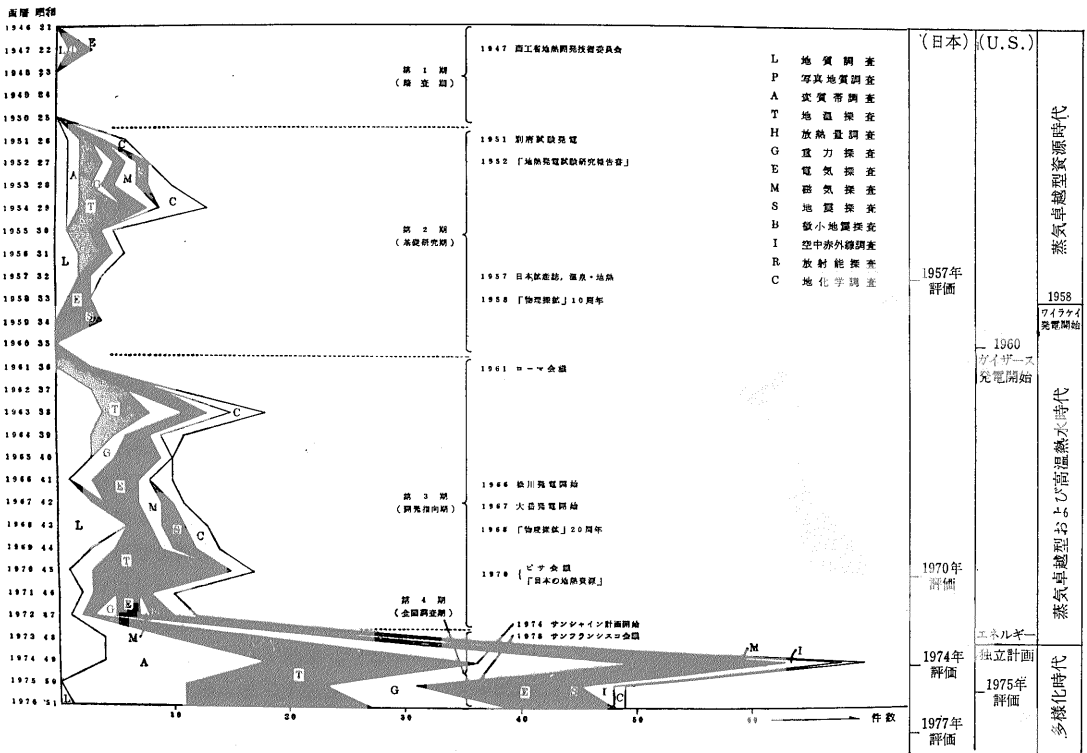 西暦 昭和
1946 21
1947 22
1948 23
1949 24
1950 25
1951 26
1952 27
1953 28
1954 29
1955 30
1956 31
1957 32
1958 33
1959 34
1960 35
1961 36
1962 37
1963 38
1964 39
1965 40
1966 41
1967 42
1968 43
1969 44
1970 45
1971 46
1972 47
1973 48
1974 49
1975 50
1976 51
L
E
A
G
M
T
C
C
L
E
S
T
C
G
E
L
M
S
C
T
G
E
M
A
T
G
E
S
I
C
L
M
I
10
20
30
40
50
60
件数
第1期
(踏査期)
第2期
(基礎研究期)
第3期
(開発指向期)
第4期
(全国調査期)
1947 商工省地熱開発技術委員会
1951 別府試験発電
1952 「地熱発電試験研究報告書」
1957 日本鉱産誌,温泉・地熱
1958 「物理探鉱」10周年
1961 ローマ会議
1966 松川発電開始
1967 大岳発電開始
1968 「物理探鉱」20周年
1970 ピサ会議
「日本の地熱資源」
1974 サンシャイン計画開始
1975 サンフランシスコ会議
L 地質調査
P 写真地質調査
A 変質帯調査
T 地温探査
H 放熱量調査
G 重力探査
E 電気探査
M 磁気探査
S 地震探査
B 微小地震探査
I 空中赤外線調査
R 放射能探査
C 地化学調査
(日本)
1957年
評価
1970年
評価
1974年
評価
1977年
評価
(U.S.)
1960
ガイザース
発電開始
エネルギー
独立計画
1975年
評価
蒸気卓越型資源時代
1958
ワイラケイ
発電開始
蒸気卓越型および高温熱水時代
多様化時代